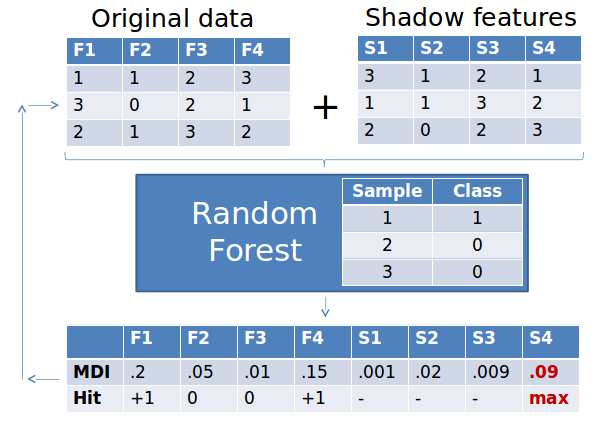 Original data
Shadow features
F1 F2 F3 F4
1 1 2 3
3 0 2 1
2 1 3 2
+
S1 S2 S3 S4
3 1 2 1
1 1 3 2
2 0 2 3
Random
Forest
Sample Class
1 1
2 0
3 0
F1 F2 F3 F4 S1 S2 S3 S4
MDI .2 .05 .01 .15 .001 .02 .009 .09
Hit +1 0 0 +1 - - - max